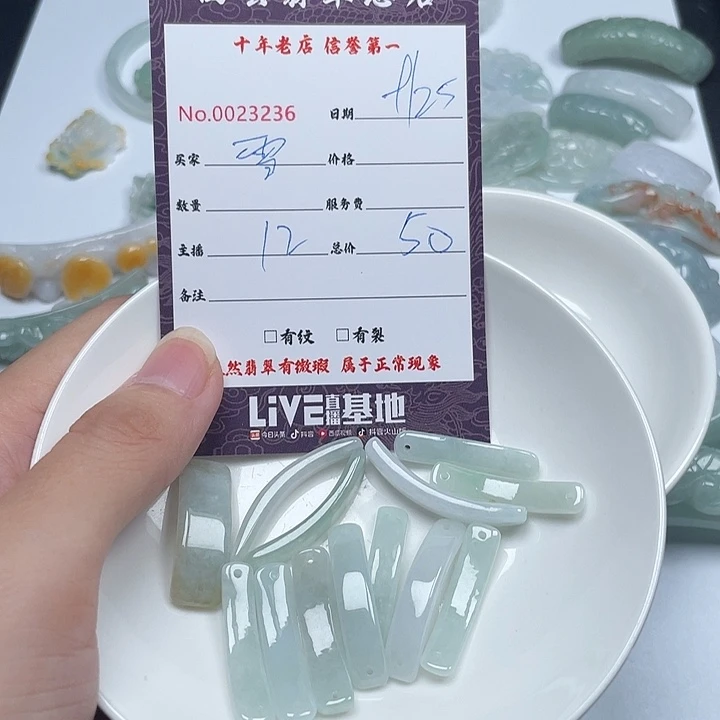 十年老店 信誉第一
No.0023236 日期 1/25
买家 雪 价格
数量 服务费
主播 12 总价 50
备注
□有纹 □有裂
然翡翠有微瑕 属于正常现象
LiVE直播基地
今日头条 抖音 西瓜视频 抖音火山版